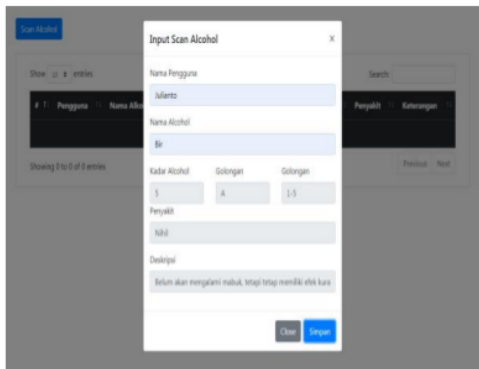 Scan Alcohol
Input Scan Alcohol x
Show entries Search:
Nama Pengguna
Julianto
# Pengguna Penyakit Keterangan
Nama Alkohol
Bir
Showing 0 to 0 of 0 entries Previous Next
Kadar Alcohol Golongan Golongan
5 A 1-5
Penyakit
Nihil
Deskripsi
Belum akan mengalami mabuk, tetapi tetap memiliki efek kura
Close Simpan